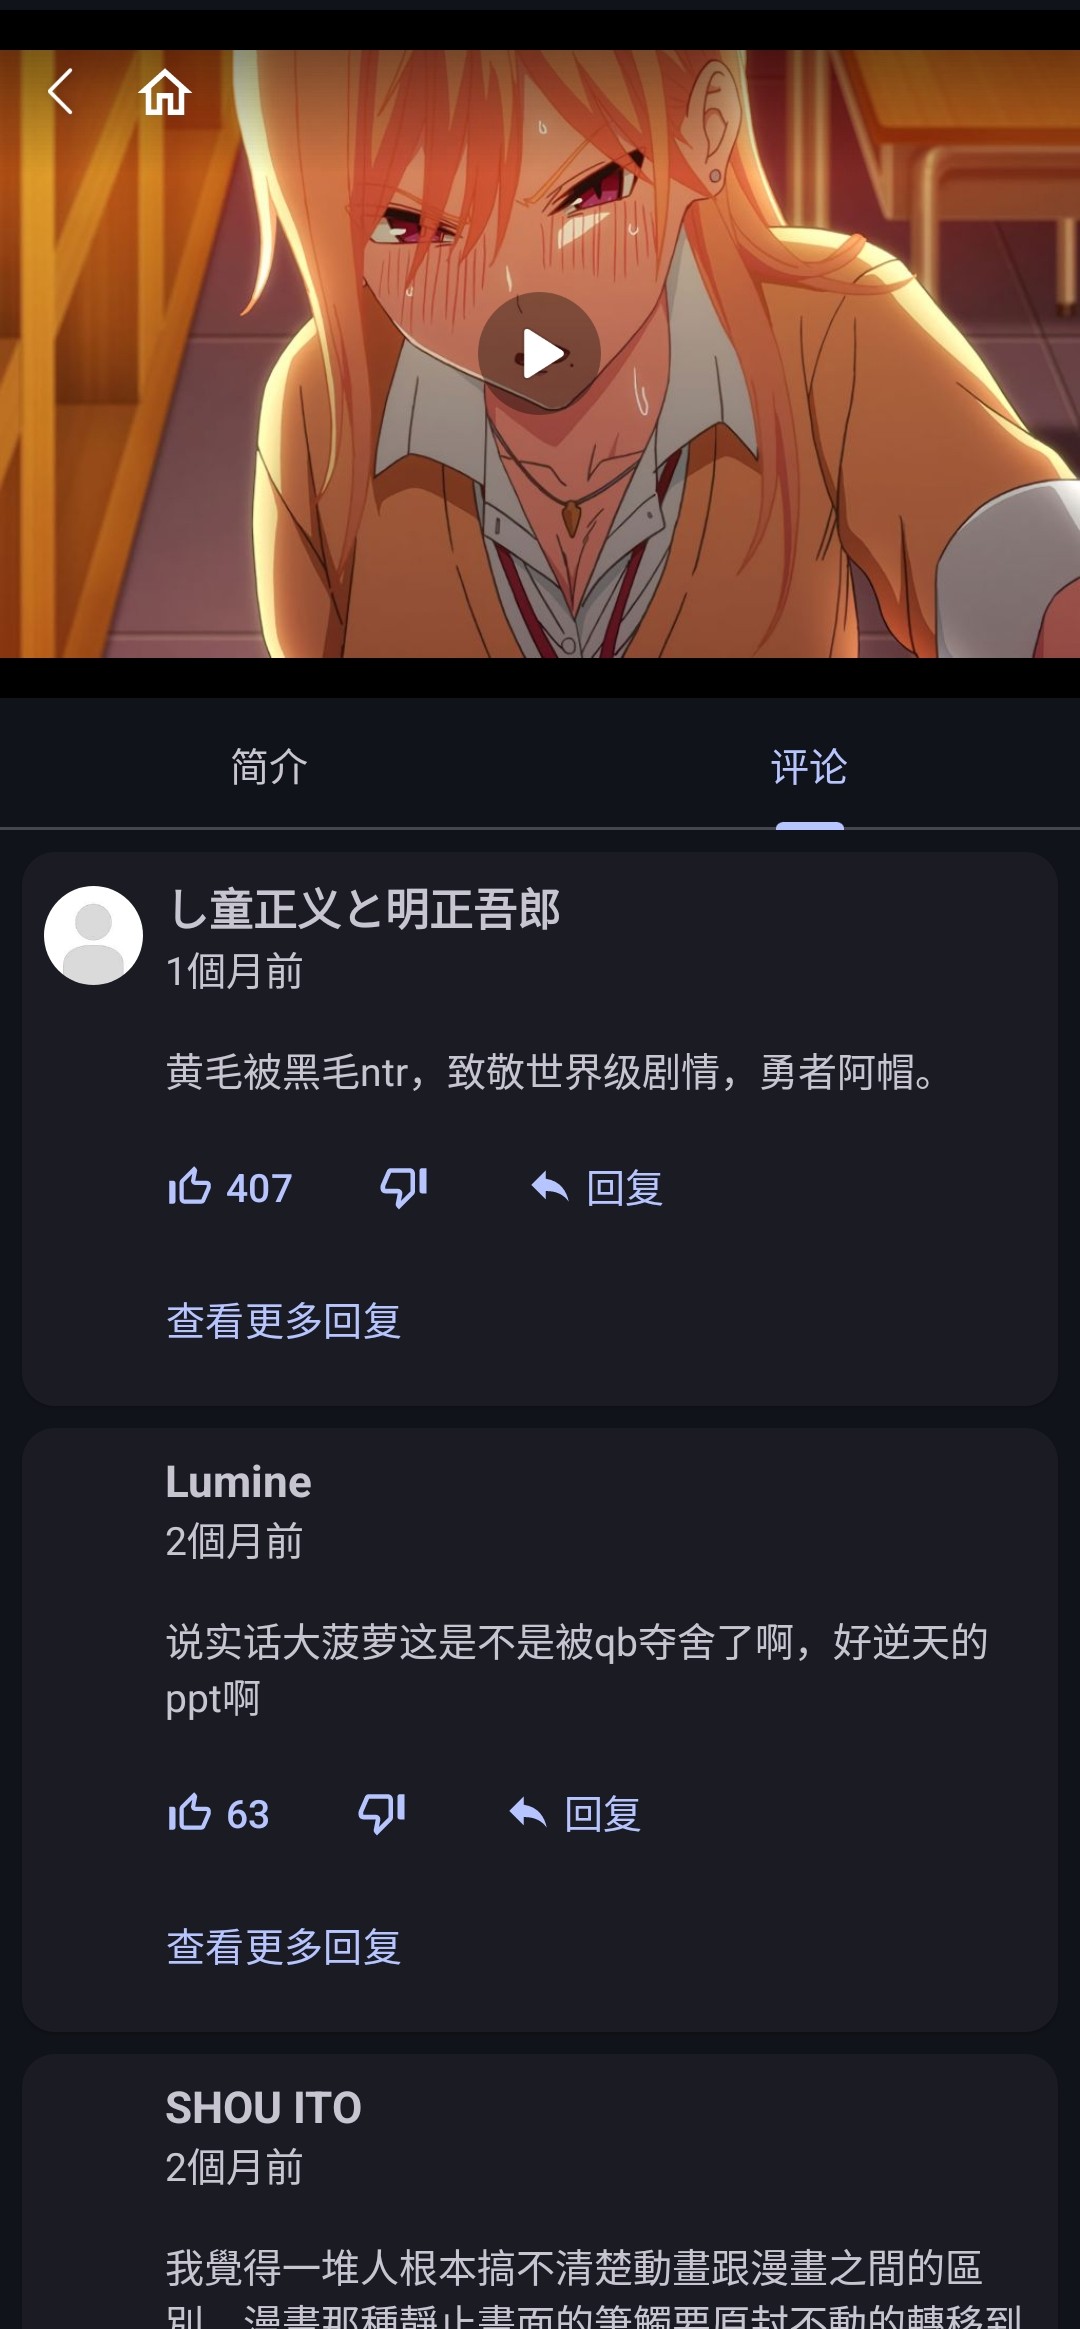 简介
评论
し童正义と明正吾郎
1個月前
黄毛被黑毛ntr，致敬世界级剧情，勇者阿帽。
407
回复
查看更多回复
Lumine
2個月前
说实话大菠萝这是不是被qb夺舍了啊，好逆天的
ppt啊
63
回复
查看更多回复
SHOU ITO
2個月前
我覺得一堆人根本搞不清楚動畫跟漫畫之間的區
別，漫畫那種靜止畫面的筆觸要原封不動的轉移到